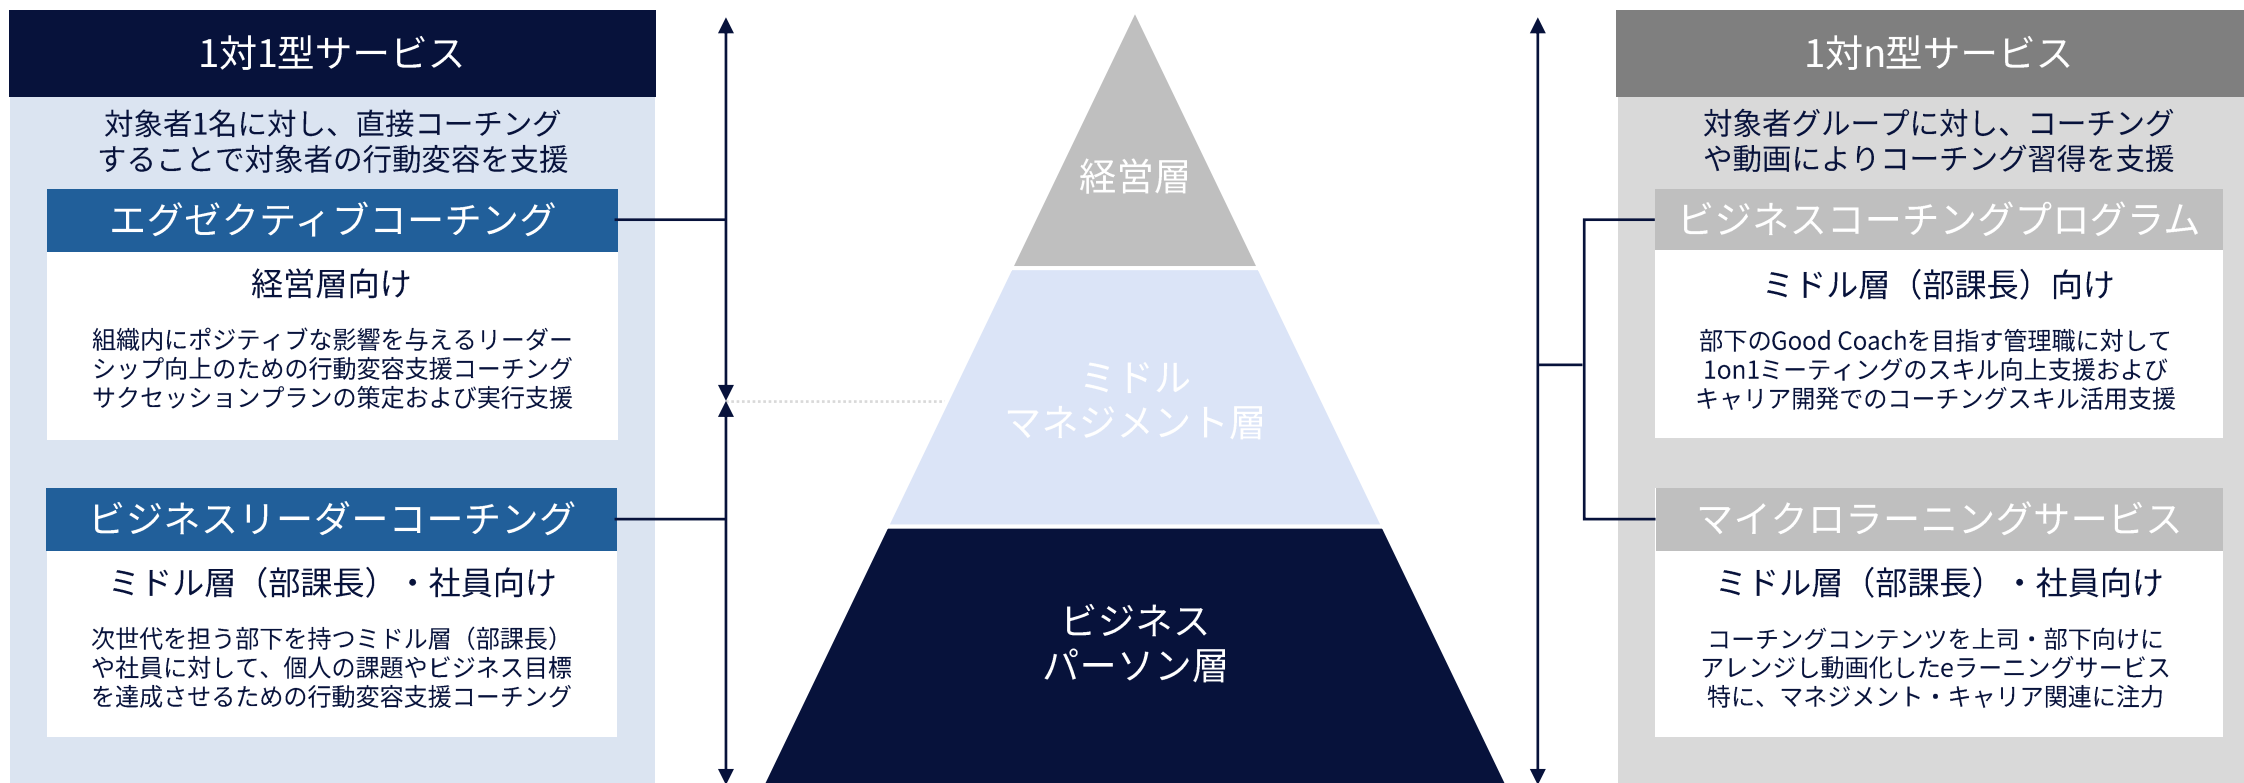 1対1型サービス
対象者1名に対し、直接コーチング
することで対象者の行動変容を支援
エグゼクティブコーチング
経営層向け
組織内にポジティブな影響を与えるリーダー
シップ向上のための行動変容支援コーチング
サクセッションプランの策定および実行支援
ビジネスリーダーコーチング
ミドル層（部課長）・社員向け
次世代を担う部下を持つミドル層（部課長）
や社員に対して、個人の課題やビジネス目標
を達成させるための行動変容支援コーチング
経営層
ミドル
マネジメント層
ビジネス
パーソン層
1対n型サービス
対象者グループに対し、コーチング
や動画によりコーチング習得を支援
ビジネスコーチングプログラム
ミドル層（部課長）向け
部下のGood Coachを目指す管理職に対して
1on1ミーティングのスキル向上支援および
キャリア開発でのコーチングスキル活用支援
マイクロラーニングサービス
ミドル層（部課長）・社員向け
コーチングコンテンツを上司・部下向けに
アレンジし動画化したeラーニングサービス
特に、マネジメント・キャリア関連に注力